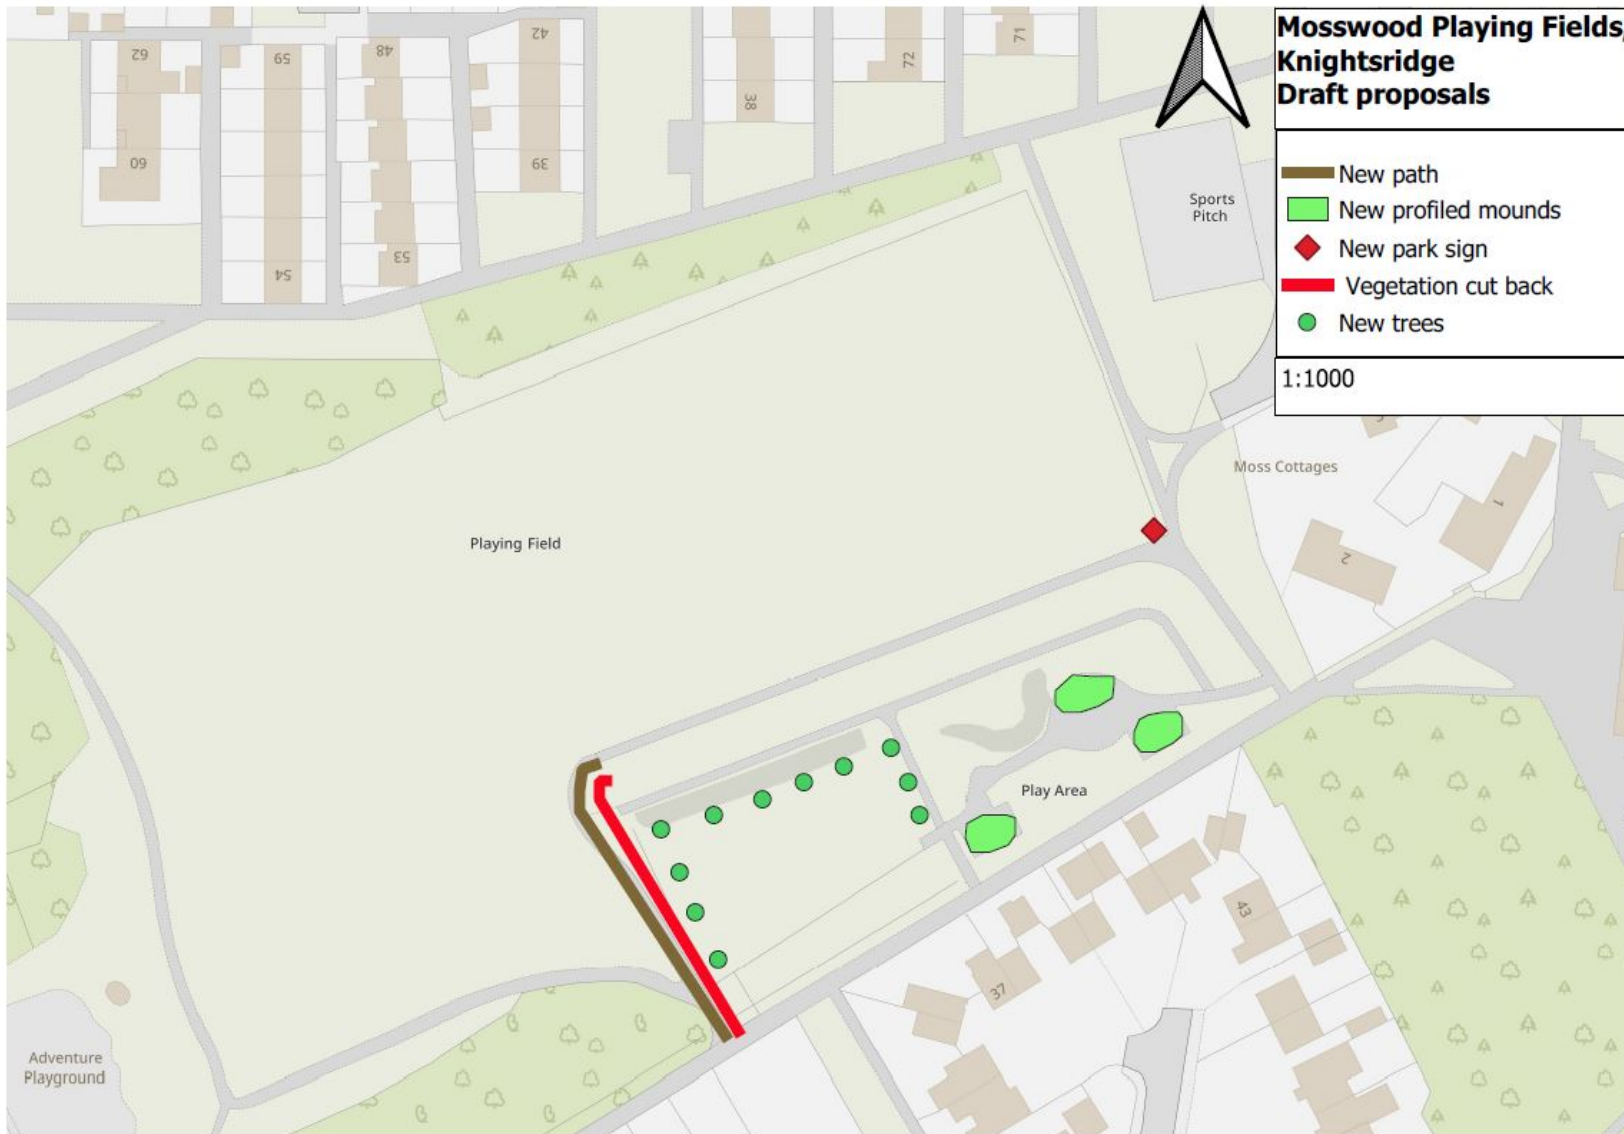 Mosswood Playing Fields,
Knightsridge
Draft proposals
New path
New profiled mounds
New park sign
Vegetation cut back
New trees
1:1000
62
60
59
54
48
53
42
39
38
72
71
Sports
Pitch
Moss Cottages
1
2
Playing Field
Play Area
43
37
Adventure
Playground